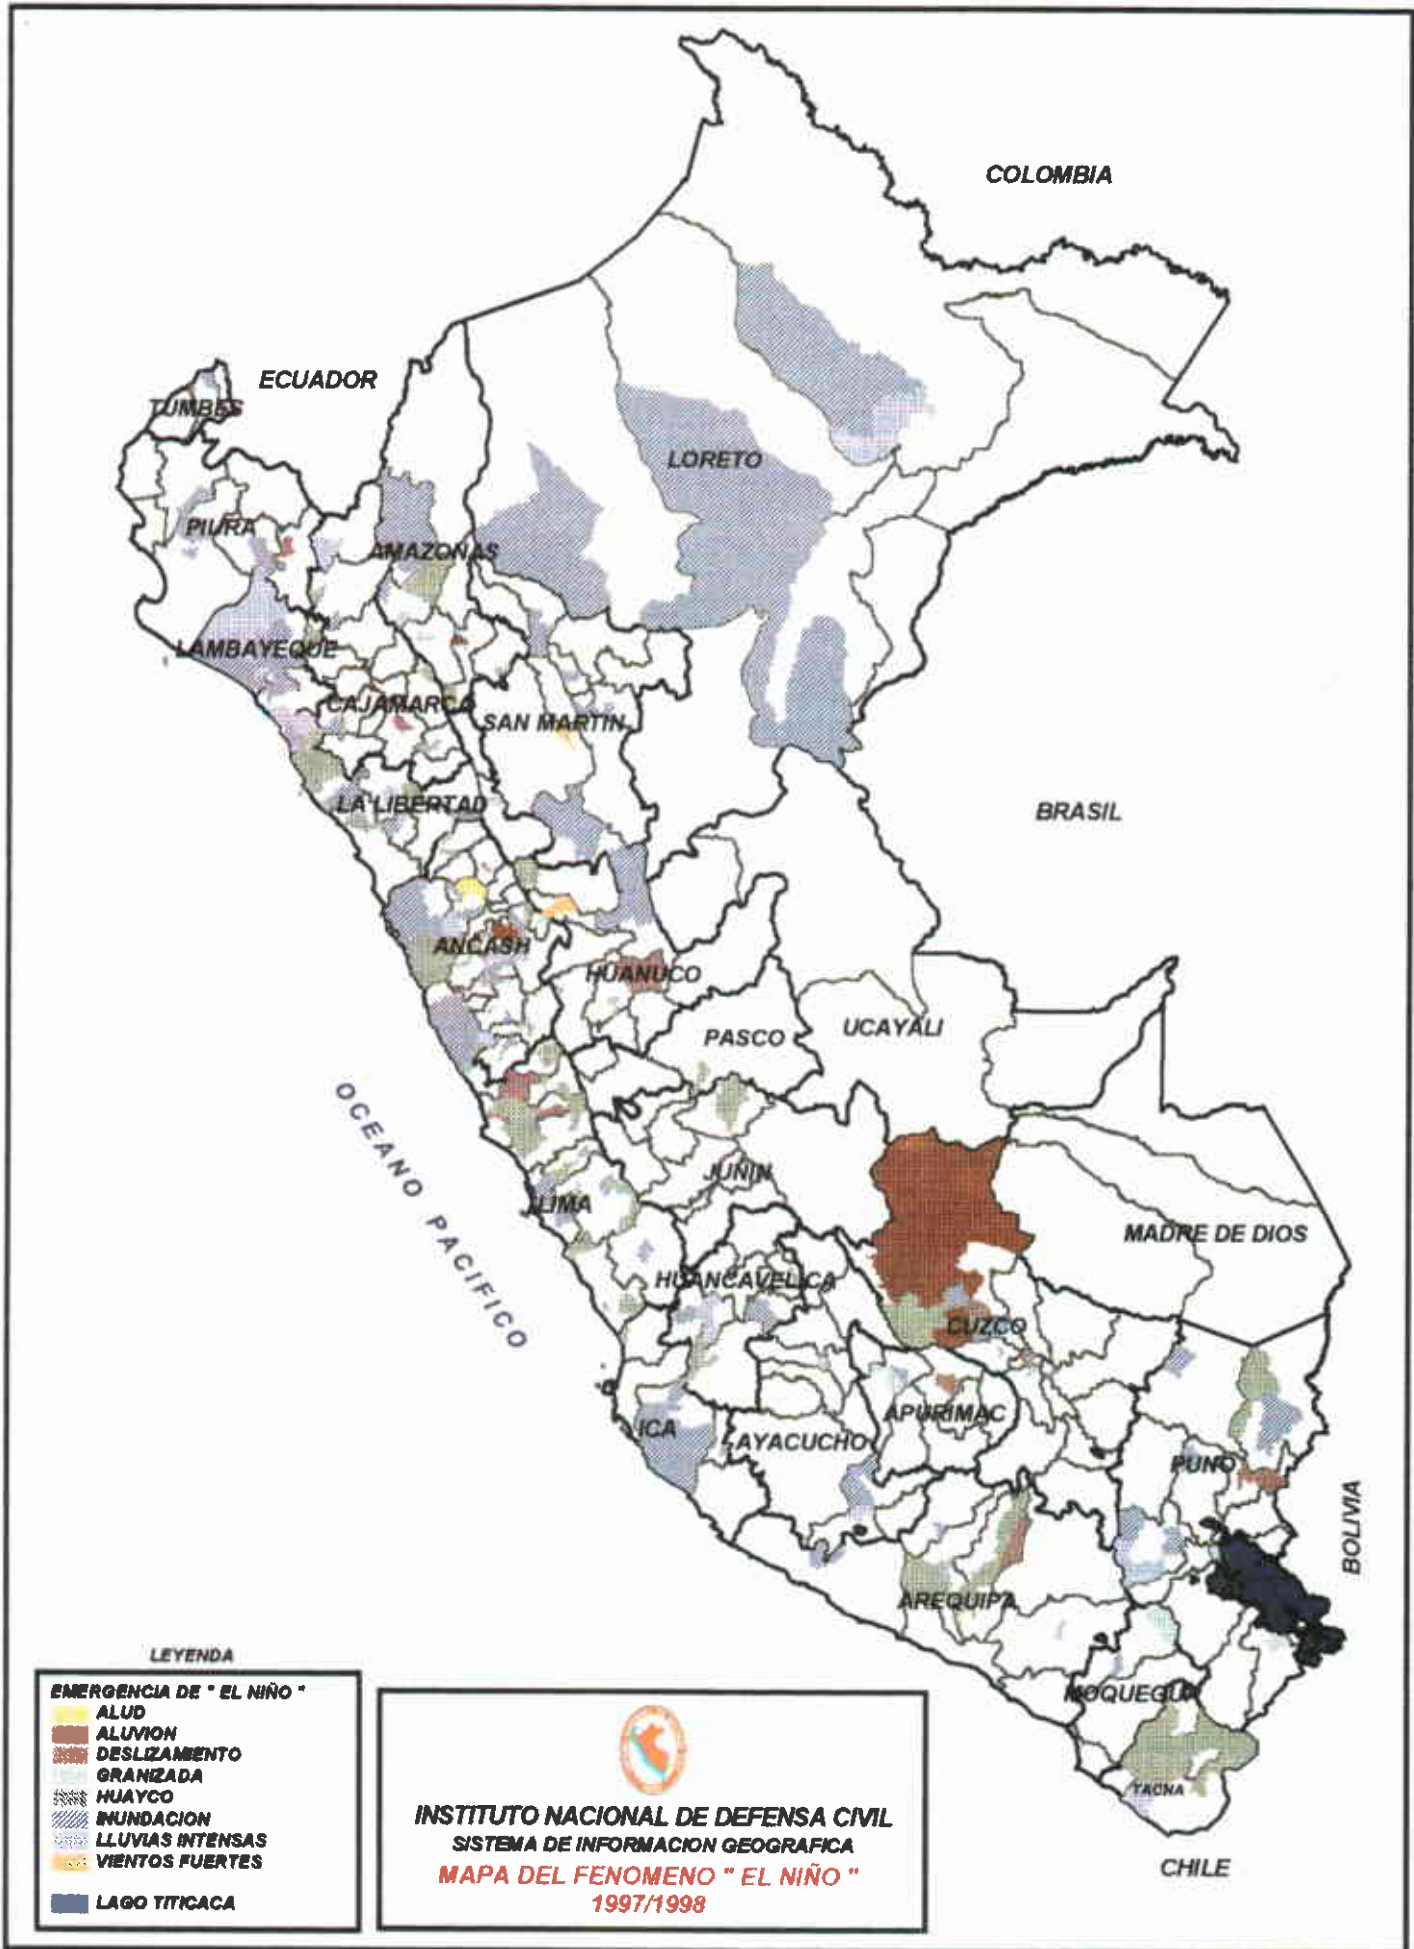 COLOMBIA
ECUADOR
TUMBES
LORETO
PIURA
AMAZONAS
LAMBAYEQUE
CAJAMARCA
SAN MARTIN
LA LIBERTAD
BRASIL
ANCASH
HUANUCO
UCAYALI
PASCO
OCEANO PACIFICO
JUNIN
LIMA
MADRE DE DIOS
HUANCAVELICA
CUZCO
APURIMAC
ICA
AYACUCHO
PUNO
BOLIVIA
AREQUIPA
MOQUEGUA
TACNA
CHILE
LEYENDA
EMERGENCIA DE " EL NIÑO "
ALUD
ALUVION
DESLIZAMIENTO
GRANIZADA
HUAYCO
INUNDACION
LLUVIAS INTENSAS
VIENTOS FUERTES
LAGO TITICACA
INSTITUTO NACIONAL DE DEFENSA CIVIL
SISTEMA DE INFORMACION GEOGRAFICA
MAPA DEL FENOMENO " EL NIÑO "
1997/1998